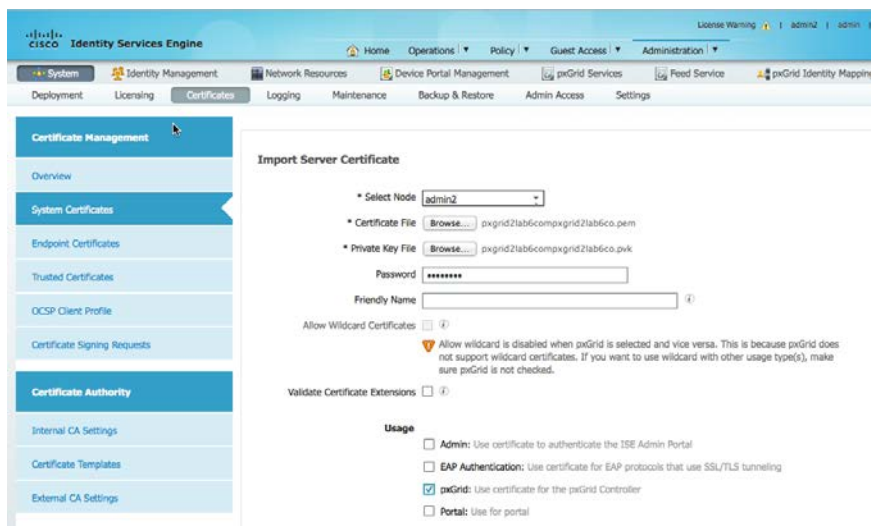 License Warning | admin2 | admin
CISCO Identity Services Engine
Home Operations Policy Guest Access Administration
System Identity Management Network Resources Device Portal Management pxGrid Services Feed Service pxGrid Identity Mapping
Deployment Licensing Certificates Logging Maintenance Backup & Restore Admin Access Settings
Certificate Management
Overview
System Certificates
Endpoint Certificates
Trusted Certificates
OCSP Client Profile
Certificate Signing Requests
Certificate Authority
Internal CA Settings
Certificate Templates
External CA Settings
Import Server Certificate
* Select Node admin2
* Certificate File Browse... pxgrid2lab6compxgrid2lab6co.pem
* Private Key File Browse... pxgrid2lab6compxgrid2lab6co.pvk
Password ••••••••
Friendly Name
Allow Wildcard Certificates
Allow wildcard is disabled when pxGrid is selected and vice versa. This is because pxGrid does
not support wildcard certificates. If you want to use wildcard with other usage type(s), make
sure pxGrid is not checked.
Validate Certificate Extensions
Usage
Admin: Use certificate to authenticate the ISE Admin Portal
EAP Authentication: Use certificate for EAP protocols that use SSL/TLS tunneling
pxGrid: Use certificate for the pxGrid Controller
Portal: Use for portal